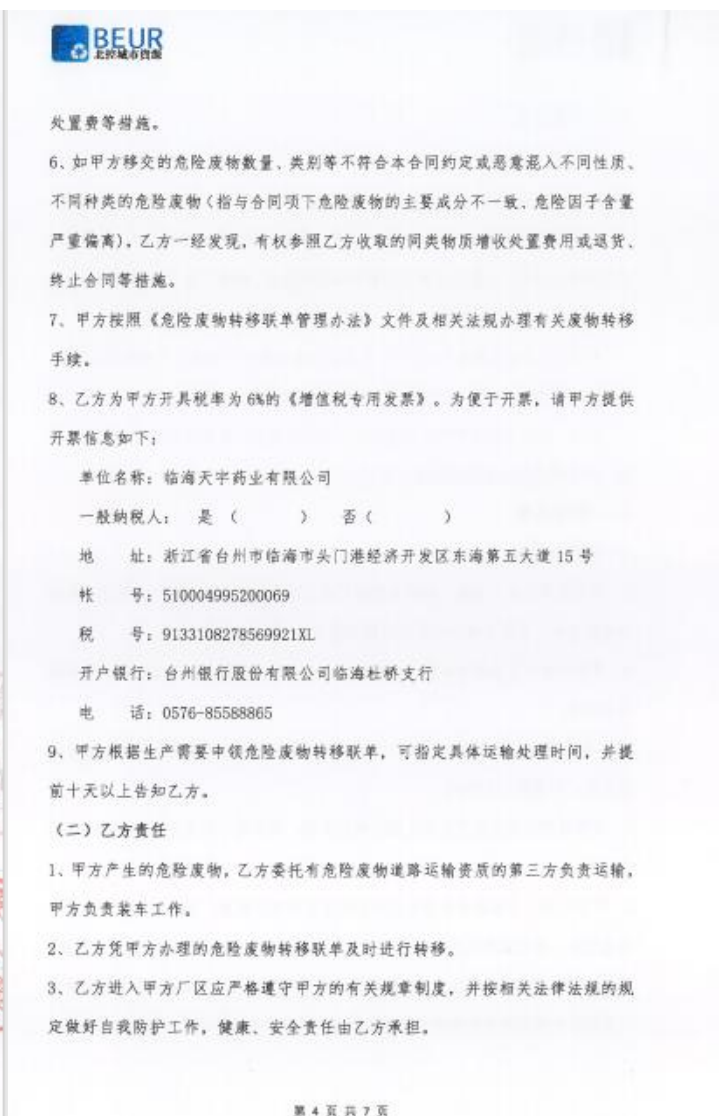 BEUR
北控城市资源
处置费等措施。
6、如甲方移交的危险废物数量、类别等不符合本合同约定或恶意混入不同性质、
不同种类的危险废物（指与合同项下危险废物的主要成分不一致、危险因子含量
严重偏离），乙方一经发现，有权参照乙方收取的同类物质增收处置费用或退货、
终止合同等措施。
7、甲方按照《危险废物转移联单管理办法》文件及相关法规办理有关废物转移
手续。
8、乙方为甲方开具税率为 6%的《增值税专用发票》。为便于开票，请甲方提供
开票信息如下：
单位名称：临海天宇药业有限公司
一般纳税人： 是（ ） 否（ ）
地 址：浙江省台州市临海市头门港经济开发区东海第五大道 15 号
帐 号：510004995200069
税 号：9133108278569921XL
开户银行：台州银行股份有限公司临海杜桥支行
电 话：0576-85588865
9、甲方根据生产需要申领危险废物转移联单，可指定具体运输处理时间，并提
前十天以上告知乙方。
（二）乙方责任
1、甲方产生的危险废物，乙方委托有危险废物道路运输资质的第三方负责运输，
甲方负责装车工作。
2、乙方凭甲方办理的危险废物转移联单及时进行转移。
3、乙方进入甲方厂区应严格遵守甲方的有关规章制度，并按相关法律法规的规
定做好自我防护工作，健康、安全责任由乙方承担。
第 4 页 共 7 页